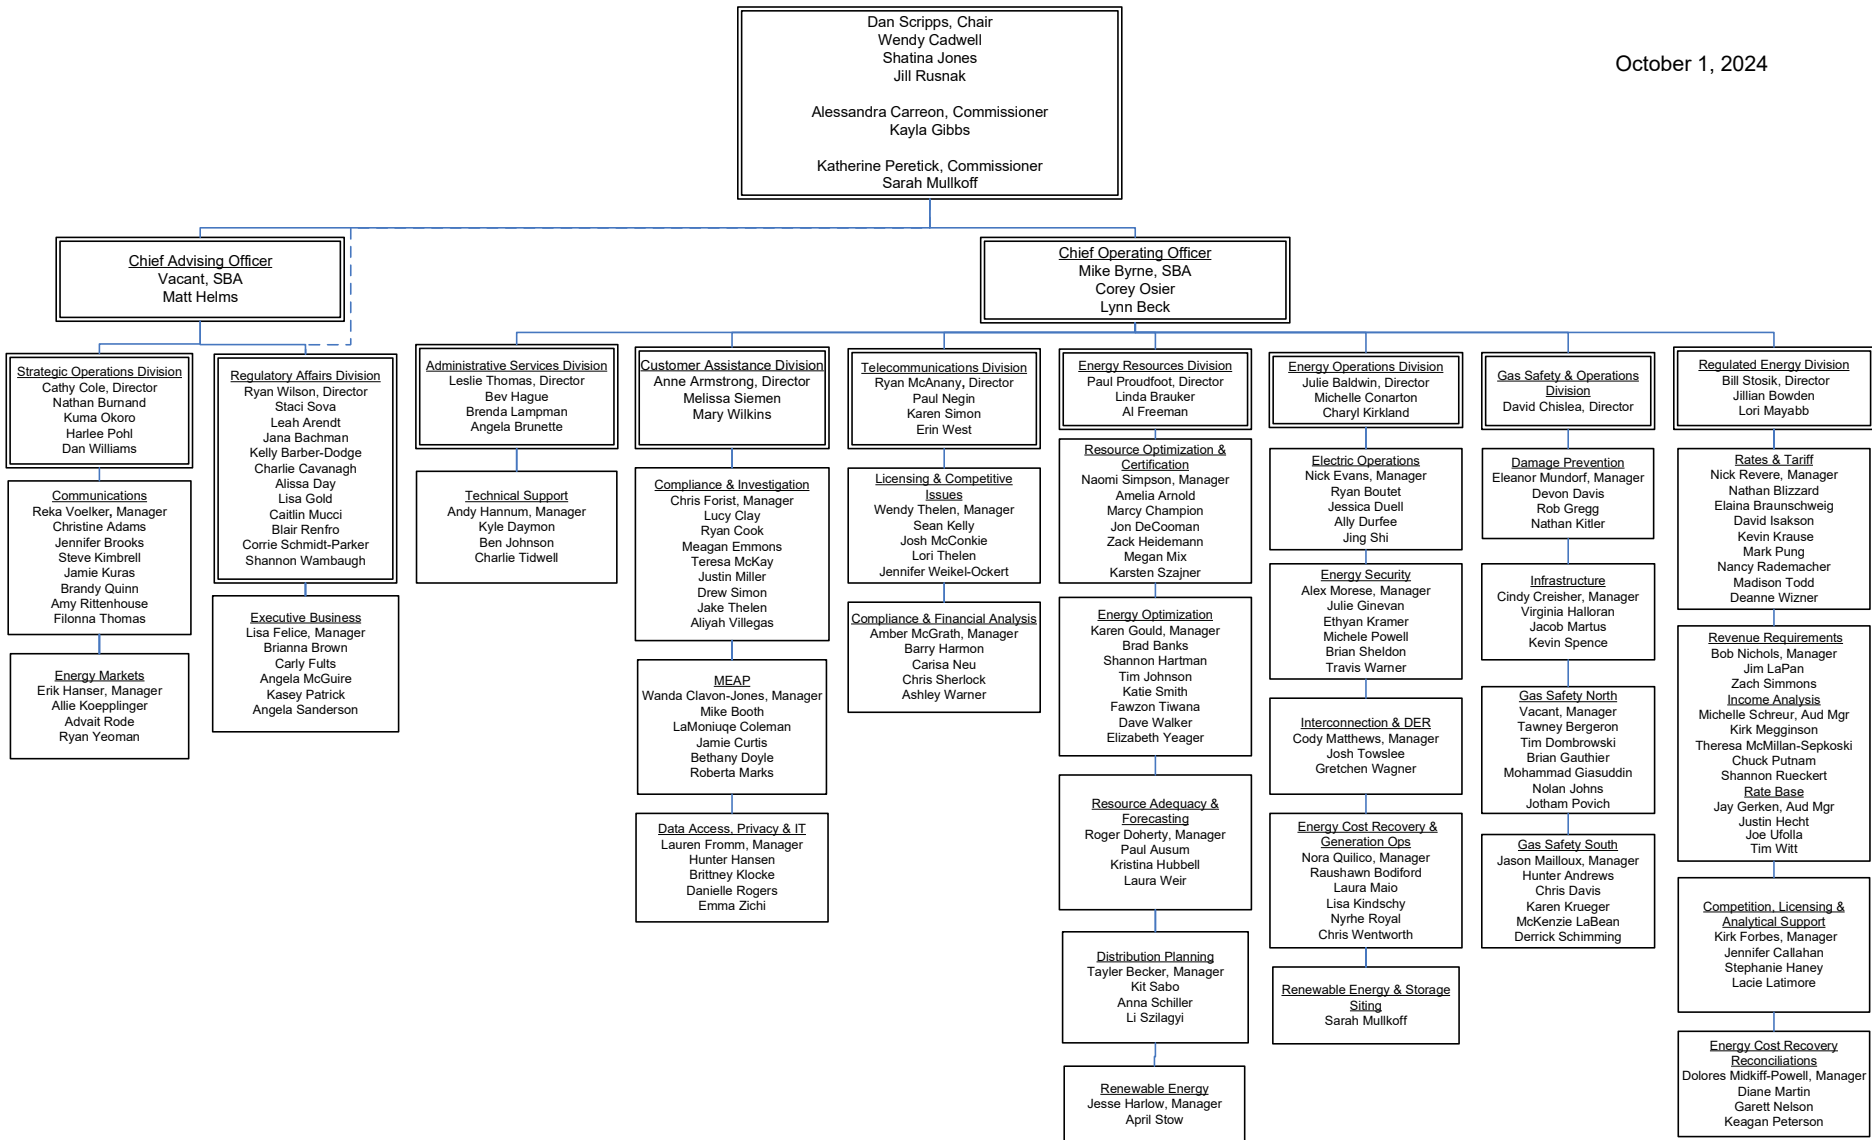 Dan Scripps, Chair
Wendy Cadwell
Shatina Jones
Jill Rusnak
Alessandra Carreon, Commissioner
Kayla Gibbs
Katherine Peretick, Commissioner
Sarah Mullkoff
October 1, 2024
Chief Advising Officer
Vacant, SBA
Matt Helms
Chief Operating Officer
Mike Byrne, SBA
Corey Osier
Lynn Beck
Strategic Operations Division
Cathy Cole, Director
Nathan Burnand
Kuma Okoro
Harlee Pohl
Dan Williams
Communications
Reka Voelker, Manager
Christine Adams
Jennifer Brooks
Steve Kimbrell
Jamie Kuras
Brandy Quinn
Amy Rittenhouse
Filonna Thomas
Energy Markets
Erik Hanser, Manager
Allie Koepplinger
Advait Rode
Ryan Yeoman
Regulatory Affairs Division
Ryan Wilson, Director
Staci Sova
Leah Arendt
Jana Bachman
Kelly Barber-Dodge
Charlie Cavanagh
Alissa Day
Lisa Gold
Caitlin Mucci
Blair Renfro
Corrie Schmidt-Parker
Shannon Wambaugh
Executive Business
Lisa Felice, Manager
Brianna Brown
Carly Fults
Angela McGuire
Kasey Patrick
Angela Sanderson
Administrative Services Division
Leslie Thomas, Director
Bev Hague
Brenda Lampman
Angela Brunette
Technical Support
Andy Hannum, Manager
Kyle Daymon
Ben Johnson
Charlie Tidwell
Customer Assistance Division
Anne Armstrong, Director
Melissa Siemen
Mary Wilkins
Compliance & Investigation
Chris Forist, Manager
Lucy Clay
Ryan Cook
Meagan Emmons
Teresa McKay
Justin Miller
Drew Simon
Jake Thelen
Aliyah Villegas
MEAP
Wanda Clavon-Jones, Manager
Mike Booth
LaMoniuqe Coleman
Jamie Curtis
Bethany Doyle
Roberta Marks
Data Access, Privacy & IT
Lauren Fromm, Manager
Hunter Hansen
Brittney Klocke
Danielle Rogers
Emma Zichi
Telecommunications Division
Ryan McAnany, Director
Paul Negin
Karen Simon
Erin West
Licensing & Competitive
Issues
Wendy Thelen, Manager
Sean Kelly
Josh McConkie
Lori Thelen
Jennifer Weikel-Ockert
Compliance & Financial Analysis
Amber McGrath, Manager
Barry Harmon
Carisa Neu
Chris Sherlock
Ashley Warner
Energy Resources Division
Paul Proudfoot, Director
Linda Brauker
Al Freeman
Resource Optimization &
Certification
Naomi Simpson, Manager
Amelia Arnold
Marcy Champion
Jon DeCooman
Zack Heidemann
Megan Mix
Karsten Szajner
Energy Optimization
Karen Gould, Manager
Brad Banks
Shannon Hartman
Tim Johnson
Katie Smith
Fawzon Tiwana
Dave Walker
Elizabeth Yeager
Resource Adequacy &
Forecasting
Roger Doherty, Manager
Paul Ausum
Kristina Hubbell
Laura Weir
Distribution Planning
Tayler Becker, Manager
Kit Sabo
Anna Schiller
Li Szilagyi
Renewable Energy
Jesse Harlow, Manager
April Stow
Energy Operations Division
Julie Baldwin, Director
Michelle Conarton
Charyl Kirkland
Electric Operations
Nick Evans, Manager
Ryan Boutet
Jessica Duell
Ally Durfee
Jing Shi
Energy Security
Alex Morese, Manager
Julie Ginevan
Ethyan Kramer
Michele Powell
Brian Sheldon
Travis Warner
Interconnection & DER
Cody Matthews, Manager
Josh Towslee
Gretchen Wagner
Energy Cost Recovery &
Generation Ops
Nora Quilico, Manager
Raushawn Bodiford
Laura Maio
Lisa Kindschy
Nyrhe Royal
Chris Wentworth
Renewable Energy & Storage
Siting
Sarah Mullkoff
Gas Safety & Operations
Division
David Chislea, Director
Damage Prevention
Eleanor Mundorf, Manager
Devon Davis
Rob Gregg
Nathan Kitler
Infrastructure
Cindy Creisher, Manager
Virginia Halloran
Jacob Martus
Kevin Spence
Gas Safety North
Vacant, Manager
Tawney Bergeron
Tim Dombrowski
Brian Gauthier
Mohammad Giasuddin
Nolan Johns
Jotham Povich
Gas Safety South
Jason Mailloux, Manager
Hunter Andrews
Chris Davis
Karen Krueger
McKenzie LaBean
Derrick Schimming
Regulated Energy Division
Bill Stosik, Director
Jillian Bowden
Lori Mayabb
Rates & Tariff
Nick Revere, Manager
Nathan Blizzard
Elaina Braunschweig
David Isakson
Kevin Krause
Mark Pung
Nancy Rademacher
Madison Todd
Deanne Wizner
Revenue Requirements
Bob Nichols, Manager
Jim LaPan
Zach Simmons
Income Analysis
Michelle Schreur, Aud Mgr
Kirk Megginson
Theresa McMillan-Sepkoski
Chuck Putnam
Shannon Rueckert
Rate Base
Jay Gerken, Aud Mgr
Justin Hecht
Joe Ufolla
Tim Witt
Competition, Licensing &
Analytical Support
Kirk Forbes, Manager
Jennifer Callahan
Stephanie Haney
Lacie Latimore
Energy Cost Recovery
Reconciliations
Dolores Midkiff-Powell, Manager
Diane Martin
Garett Nelson
Keagan Peterson